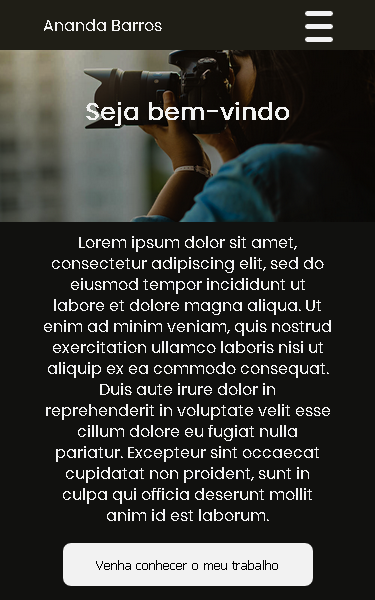 Ananda Barros
Seja bem-vindo
Lorem ipsum dolor sit amet,
consectetur adipiscing elit, sed do
eiusmod tempor incididunt ut
labore et dolore magna aliqua. Ut
enim ad minim veniam, quis nostrud
exercitation ullamco laboris nisi ut
aliquip ex ea commodo consequat.
Duis aute irure dolor in
reprehenderit in voluptate velit esse
cillum dolore eu fugiat nulla
pariatur. Excepteur sint occaecat
cupidatat non proident, sunt in
culpa qui officia deserunt mollit
anim id est laborum.
Venha conhecer o meu trabalho